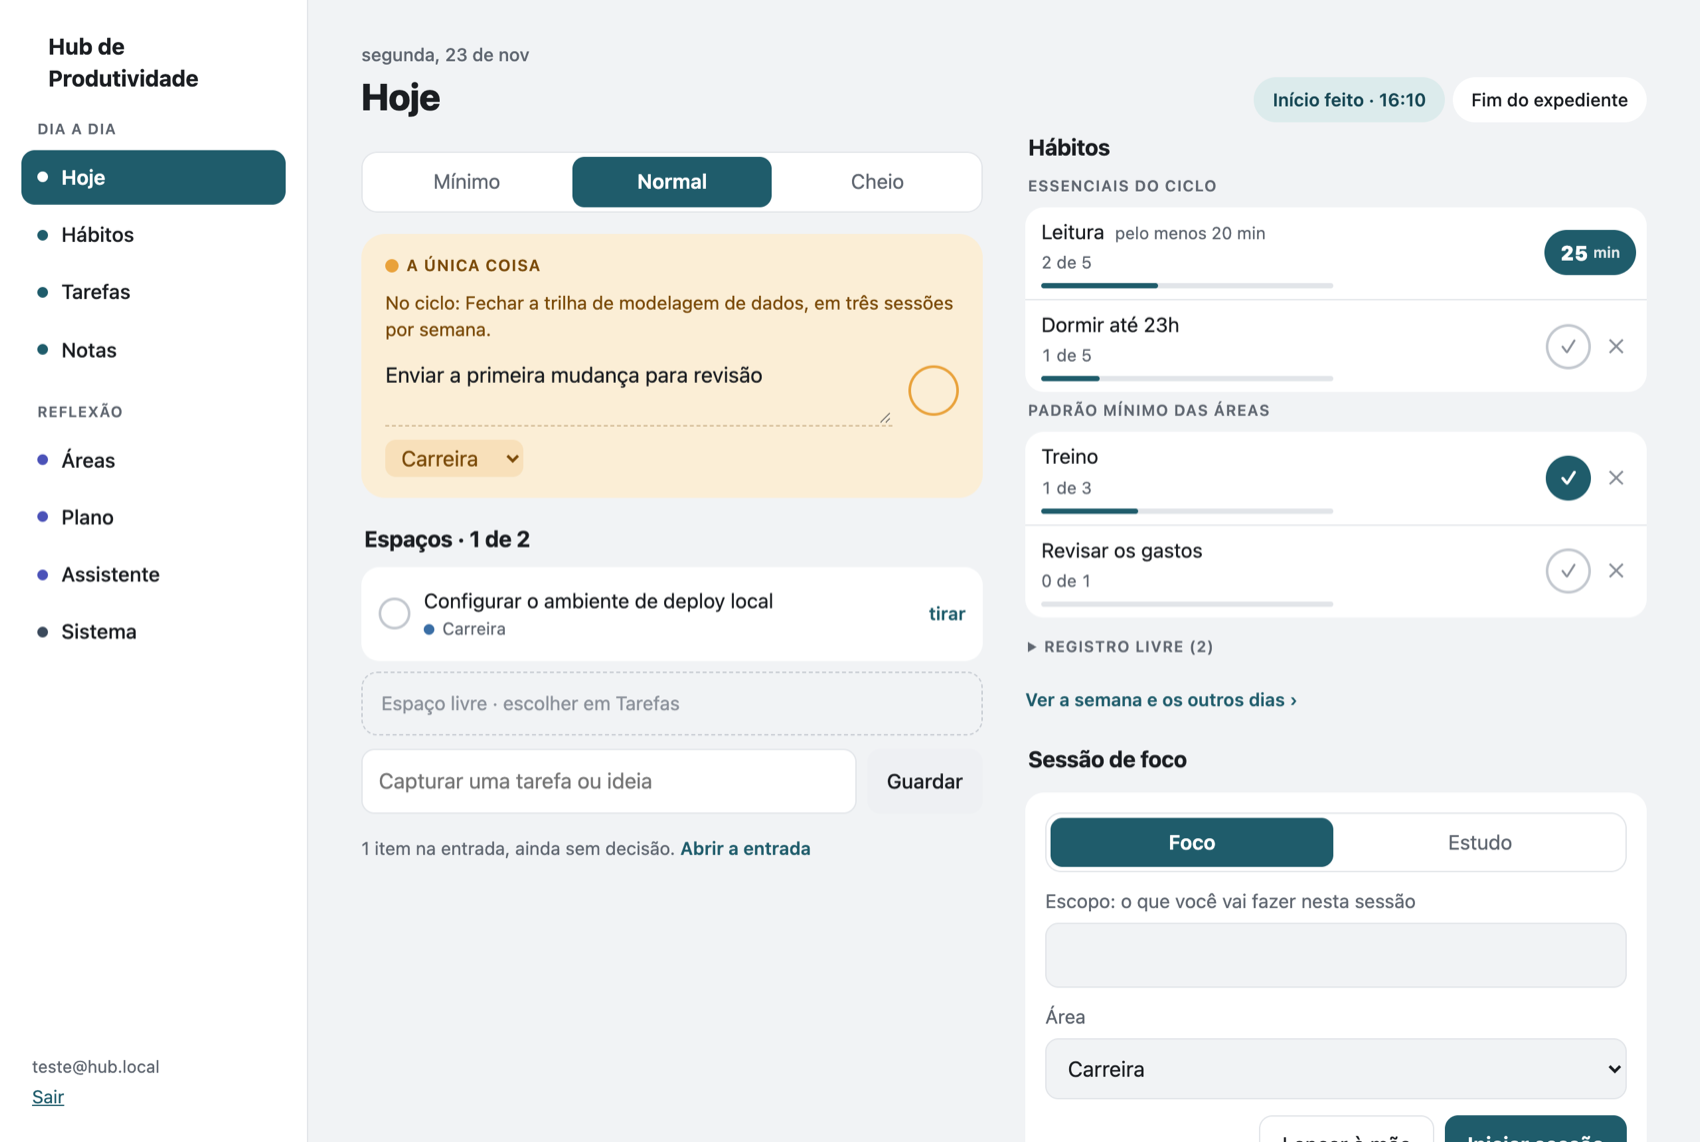 Hub de
Produtividade
DIA A DIA
Hoje
Hábitos
Tarefas
Notas
REFLEXÃO
Áreas
Plano
Assistente
Sistema
teste@hub.local
Sair
segunda, 23 de nov
Hoje
Início feito · 16:10
Fim do expediente
Mínimo
Normal
Cheio
A ÚNICA COISA
No ciclo: Fechar a trilha de modelagem de dados, em três sessões
por semana.
Enviar a primeira mudança para revisão
Carreira
Espaços · 1 de 2
Configurar o ambiente de deploy local
Carreira
tirar
Espaço livre · escolher em Tarefas
Capturar uma tarefa ou ideia
Guardar
1 item na entrada, ainda sem decisão. Abrir a entrada
Hábitos
ESSENCIAIS DO CICLO
Leitura pelo menos 20 min
2 de 5
25 min
Dormir até 23h
1 de 5
PADRÃO MÍNIMO DAS ÁREAS
Treino
1 de 3
Revisar os gastos
0 de 1
REGISTRO LIVRE (2)
Ver a semana e os outros dias ›
Sessão de foco
Foco
Estudo
Escopo: o que você vai fazer nesta sessão
Área
Carreira
Lançar à mão
Iniciar sessão